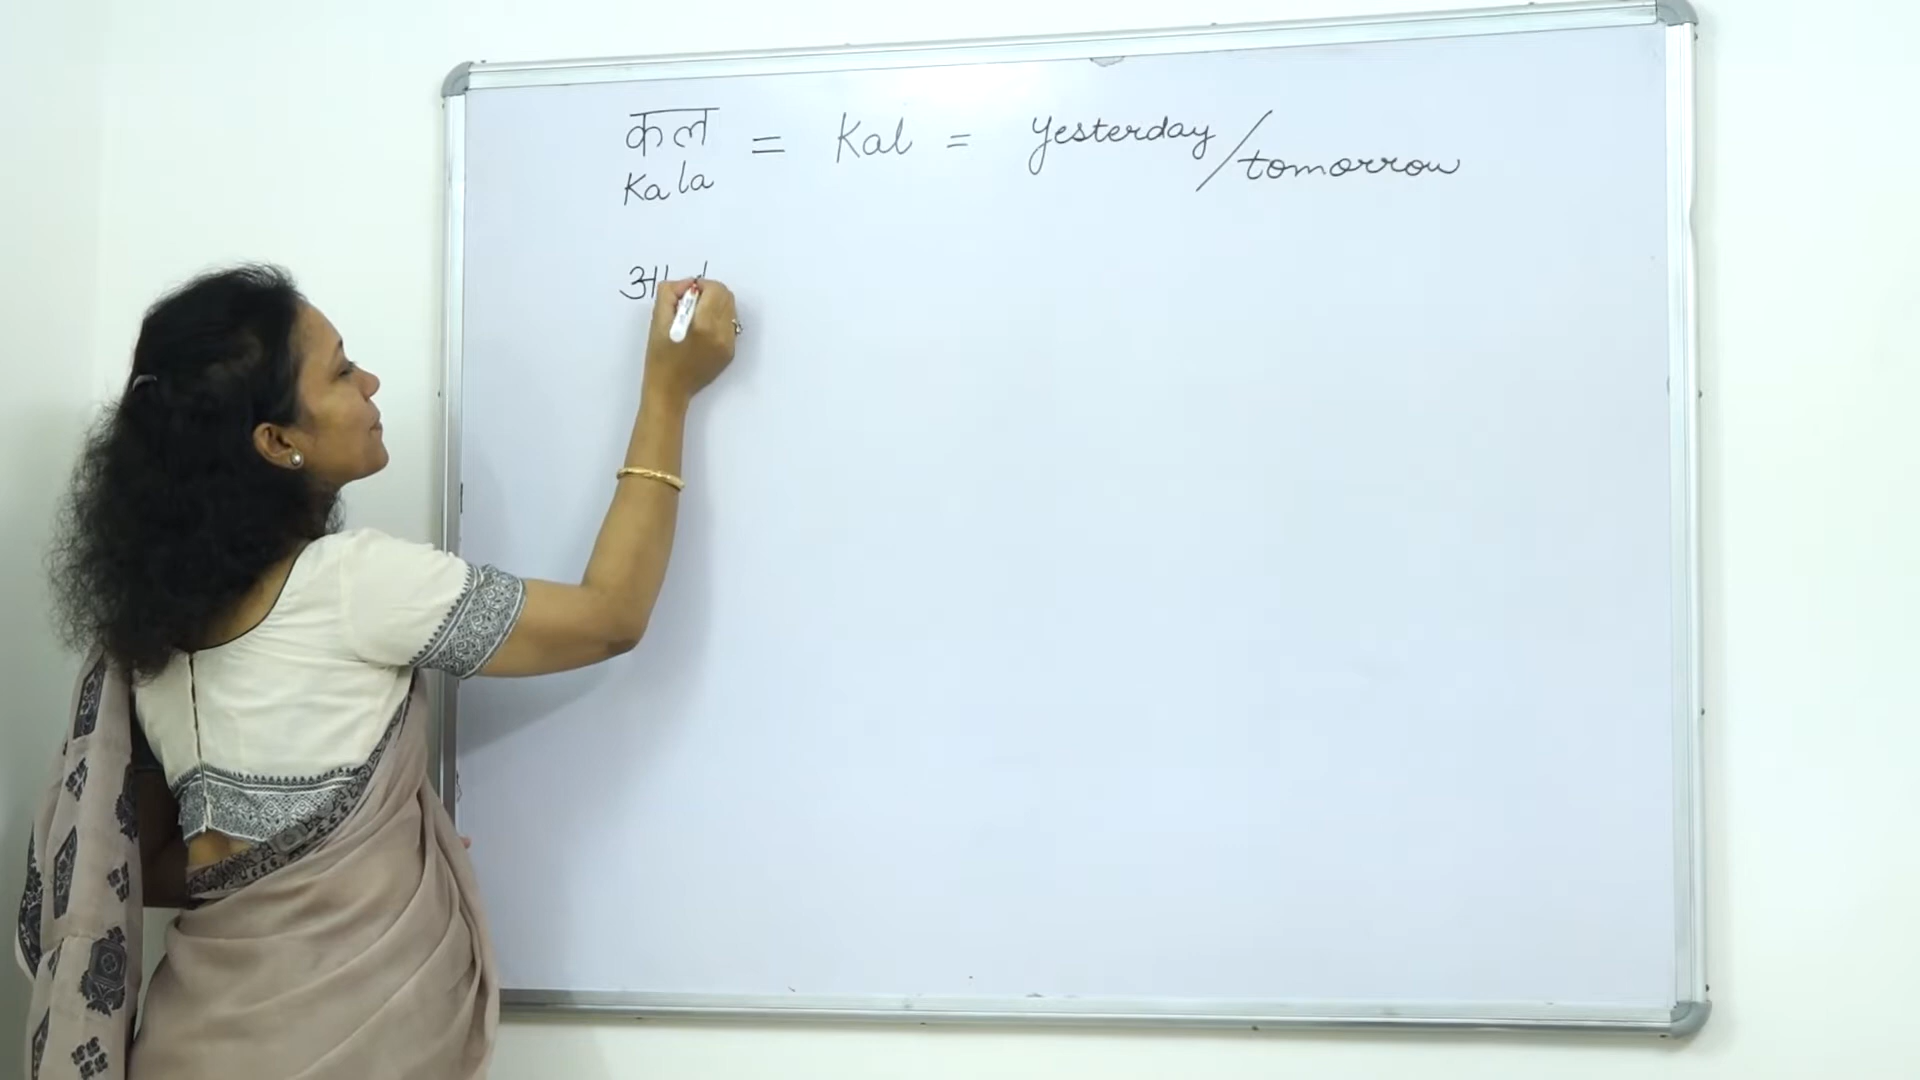 कल = Kal = Yesterday/tomorrow
Kala